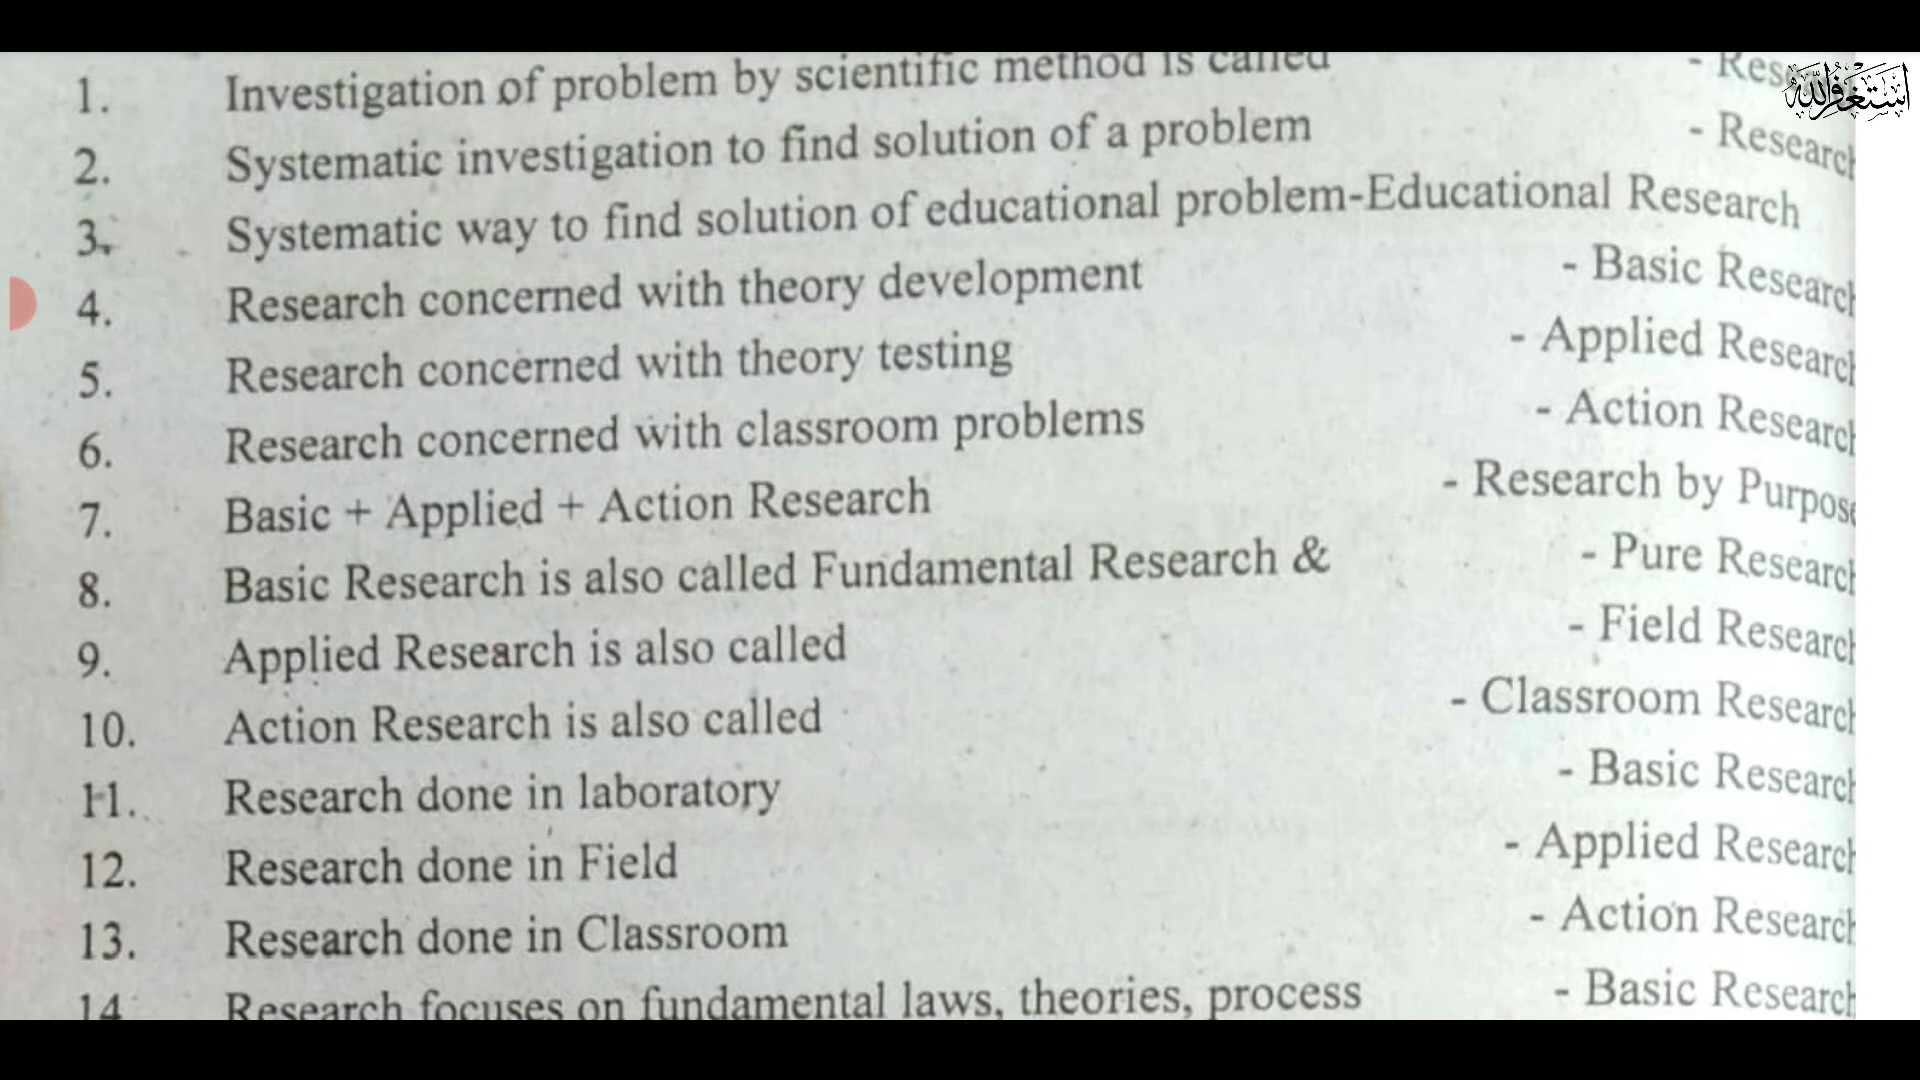 1. Investigation of problem by scientific method is called - Res
استغفرالله
2. Systematic investigation to find solution of a problem - Research
3. Systematic way to find solution of educational problem-Educational Research
4. Research concerned with theory development - Basic Research
5. Research concerned with theory testing - Applied Research
6. Research concerned with classroom problems - Action Research
7. Basic + Applied + Action Research - Research by Purpose
8. Basic Research is also called Fundamental Research & - Pure Research
9. Applied Research is also called - Field Research
10. Action Research is also called - Classroom Research
11. Research done in laboratory - Basic Research
12. Research done in Field - Applied Research
13. Research done in Classroom - Action Research
14 Research focuses on fundamental laws, theories, process - Basic Research